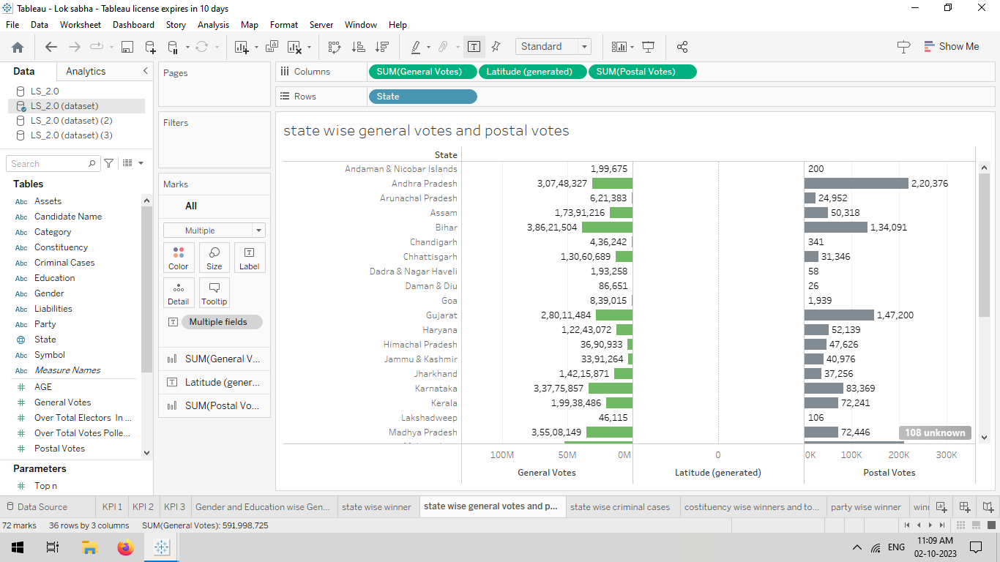 Tableau - Lok sabha - Tableau license expires in 10 days
File Data Worksheet Dashboard Story Analysis Map Format Server Window Help
Standard
Show Me
Data Analytics
LS_2.0
LS_2.0 (dataset)
LS_2.0 (dataset) (2)
LS_2.0 (dataset) (3)
Search
Tables
Abc Assets
Abc Candidate Name
Abc Category
Abc Constituency
Abc Criminal Cases
Abc Education
Abc Gender
Abc Liabilities
Abc Party
State
Abc Symbol
Abc Measure Names
# AGE
# General Votes
# Over Total Electors In ...
# Over Total Votes Polle...
# Postal Votes
Parameters
# Top n
Pages
Filters
Marks
All
Multiple
Color Size Label
Detail Tooltip
Multiple fields
SUM(General V...
Latitude (gener...
SUM(Postal Vo...
Columns SUM(General Votes) Latitude (generated) SUM(Postal Votes)
Rows State
state wise general votes and postal votes
State
Andaman & Nicobar Islands 1,99,675 200
Andhra Pradesh 3,07,48,327 2,20,376
Arunachal Pradesh 6,21,383 24,952
Assam 1,73,91,216 50,318
Bihar 3,86,21,504 1,34,091
Chandigarh 4,36,242 341
Chhattisgarh 1,30,60,689 31,346
Dadra & Nagar Haveli 1,93,258 58
Daman & Diu 86,651 26
Goa 8,39,015 1,939
Gujarat 2,80,11,484 1,47,200
Haryana 1,22,43,072 52,139
Himachal Pradesh 36,90,933 47,626
Jammu & Kashmir 33,91,264 40,976
Jharkhand 1,42,15,871 37,256
Karnataka 3,37,75,857 83,369
Kerala 1,99,38,486 72,241
Lakshadweep 46,115 106
Madhya Pradesh 3,55,08,149 72,446 108 unknown
100M 50M 0M 0 0K 100K 200K 300K
General Votes Latitude (generated) Postal Votes
Data Source KPI 1 KPI 2 KPI 3 Gender and Education wise Gen... state wise winner state wise general votes and p... state wise criminal cases costituency wise winners and to... party wise winner
72 marks 36 rows by 3 columns SUM(General Votes): 591,998,725
ENG
11:09 AM
02-10-2023